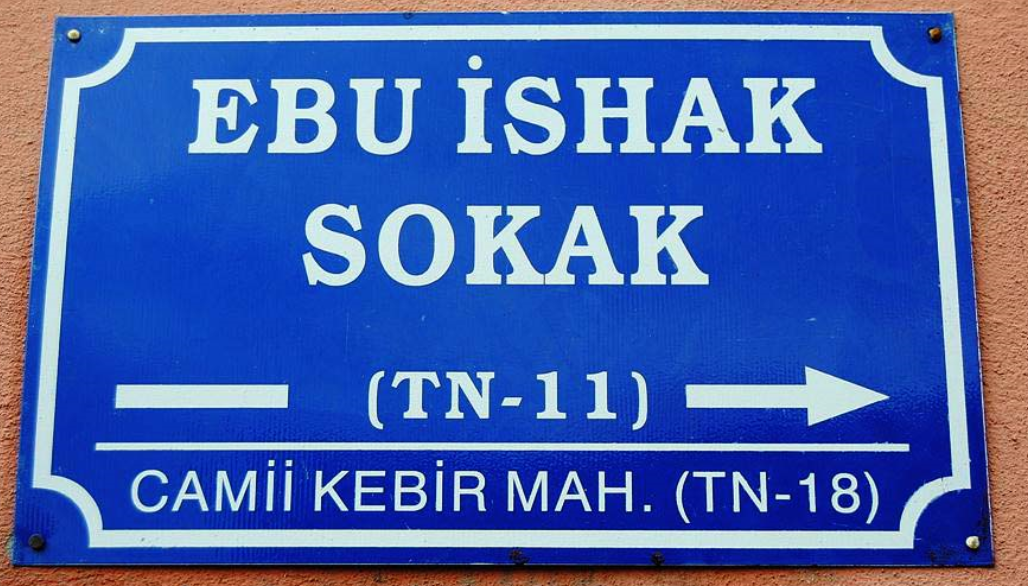 EBU İSHAK
SOKAK
(TN-11)
CAMİİ KEBİR MAH. (TN-18)